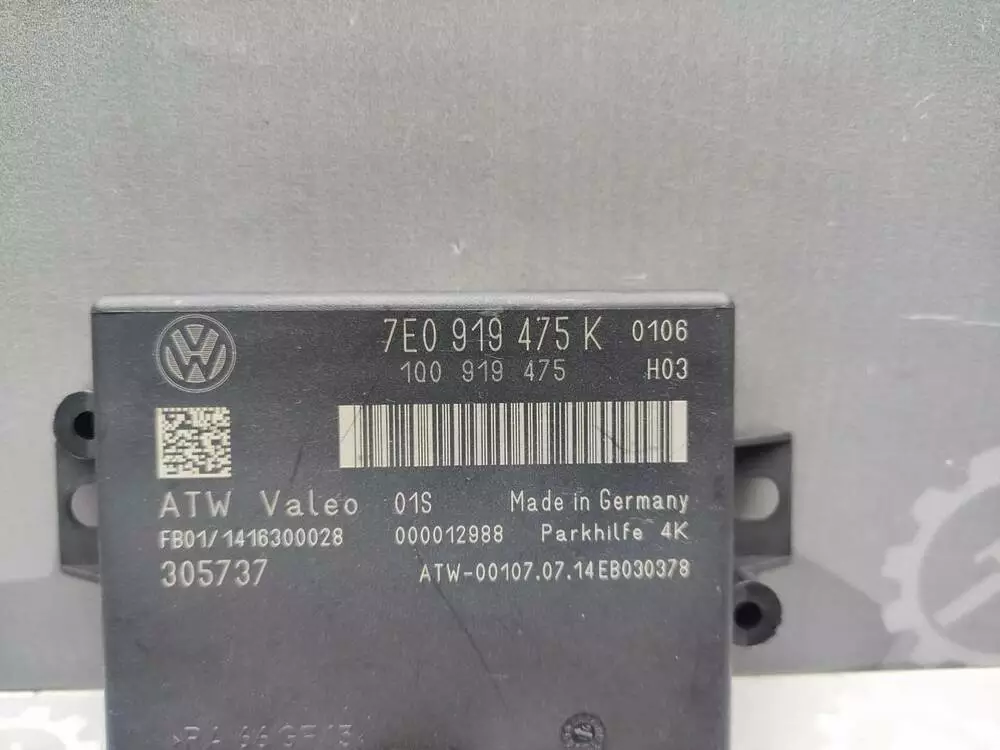 7E0 919 475 K 0106
1Q0 919 475 H03
ATW Valeo 01S Made in Germany
FB01/1416300028 000012988 Parkhilfe 4K
305737 ATW-00107.07.14EB030378